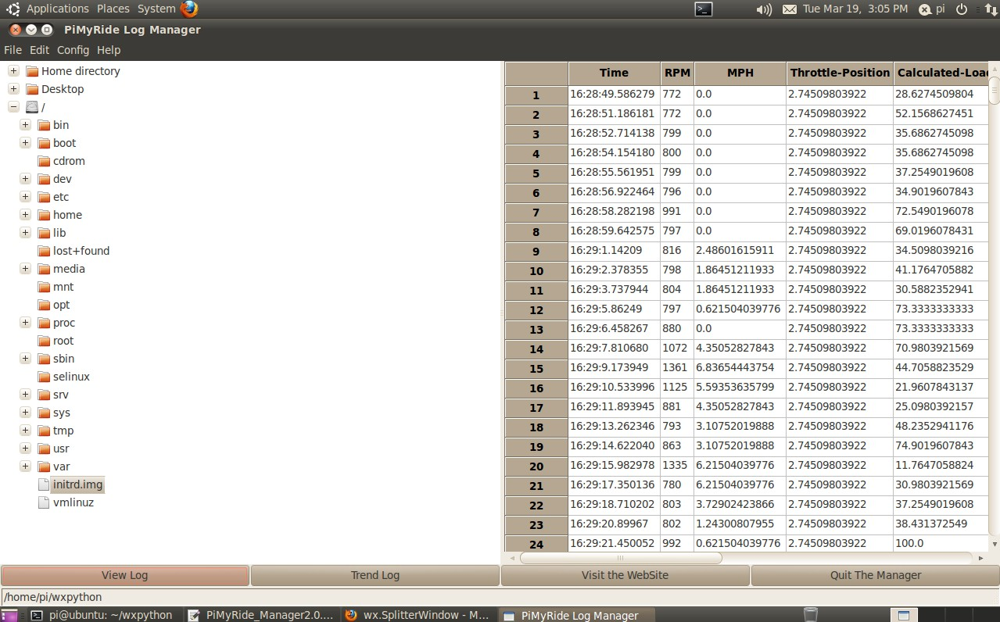 Applications Places System Tue Mar 19, 3:05 PM pi
PiMyRide Log Manager
File Edit Config Help
Home directory
Desktop
/
bin
boot
cdrom
dev
etc
home
lib
lost+found
media
mnt
opt
proc
root
sbin
selinux
srv
sys
tmp
usr
var
initrd.img
vmlinuz
Time RPM MPH Throttle-Position Calculated-Loa
1 16:28:49.586279 772 0.0 2.74509803922 28.6274509804
2 16:28:51.186181 772 0.0 2.74509803922 52.1568627451
3 16:28:52.714138 799 0.0 2.74509803922 35.6862745098
4 16:28:54.154180 800 0.0 2.74509803922 35.6862745098
5 16:28:55.561951 799 0.0 2.74509803922 37.2549019608
6 16:28:56.922464 796 0.0 2.74509803922 34.9019607843
7 16:28:58.282198 991 0.0 2.74509803922 72.5490196078
8 16:28:59.642575 797 0.0 2.74509803922 69.0196078431
9 16:29:1.14209 816 2.48601615911 2.74509803922 34.5098039216
10 16:29:2.378355 798 1.86451211933 2.74509803922 41.1764705882
11 16:29:3.737944 804 1.86451211933 2.74509803922 30.5882352941
12 16:29:5.86249 797 0.621504039776 2.74509803922 73.3333333333
13 16:29:6.458267 880 0.0 2.74509803922 73.3333333333
14 16:29:7.810680 1072 4.35052827843 2.74509803922 70.9803921569
15 16:29:9.173949 1361 6.83654443754 2.74509803922 44.7058823529
16 16:29:10.533996 1125 5.59353635799 2.74509803922 21.9607843137
17 16:29:11.893945 881 4.35052827843 2.74509803922 25.0980392157
18 16:29:13.262346 793 3.10752019888 2.74509803922 48.2352941176
19 16:29:14.622040 863 3.10752019888 2.74509803922 74.9019607843
20 16:29:15.982978 1335 6.21504039776 2.74509803922 11.7647058824
21 16:29:17.350136 780 6.21504039776 2.74509803922 30.9803921569
22 16:29:18.710202 803 3.72902423866 2.74509803922 37.2549019608
23 16:29:20.89967 802 1.24300807955 2.74509803922 38.431372549
24 16:29:21.450052 992 0.621504039776 2.74509803922 100.0
View Log Trend Log Visit the WebSite Quit The Manager
/home/pi/wxpython
pi@ubuntu: ~/wxpython PiMyRide_Manager2.0.... wx.SplitterWindow - M... PiMyRide Log Manager